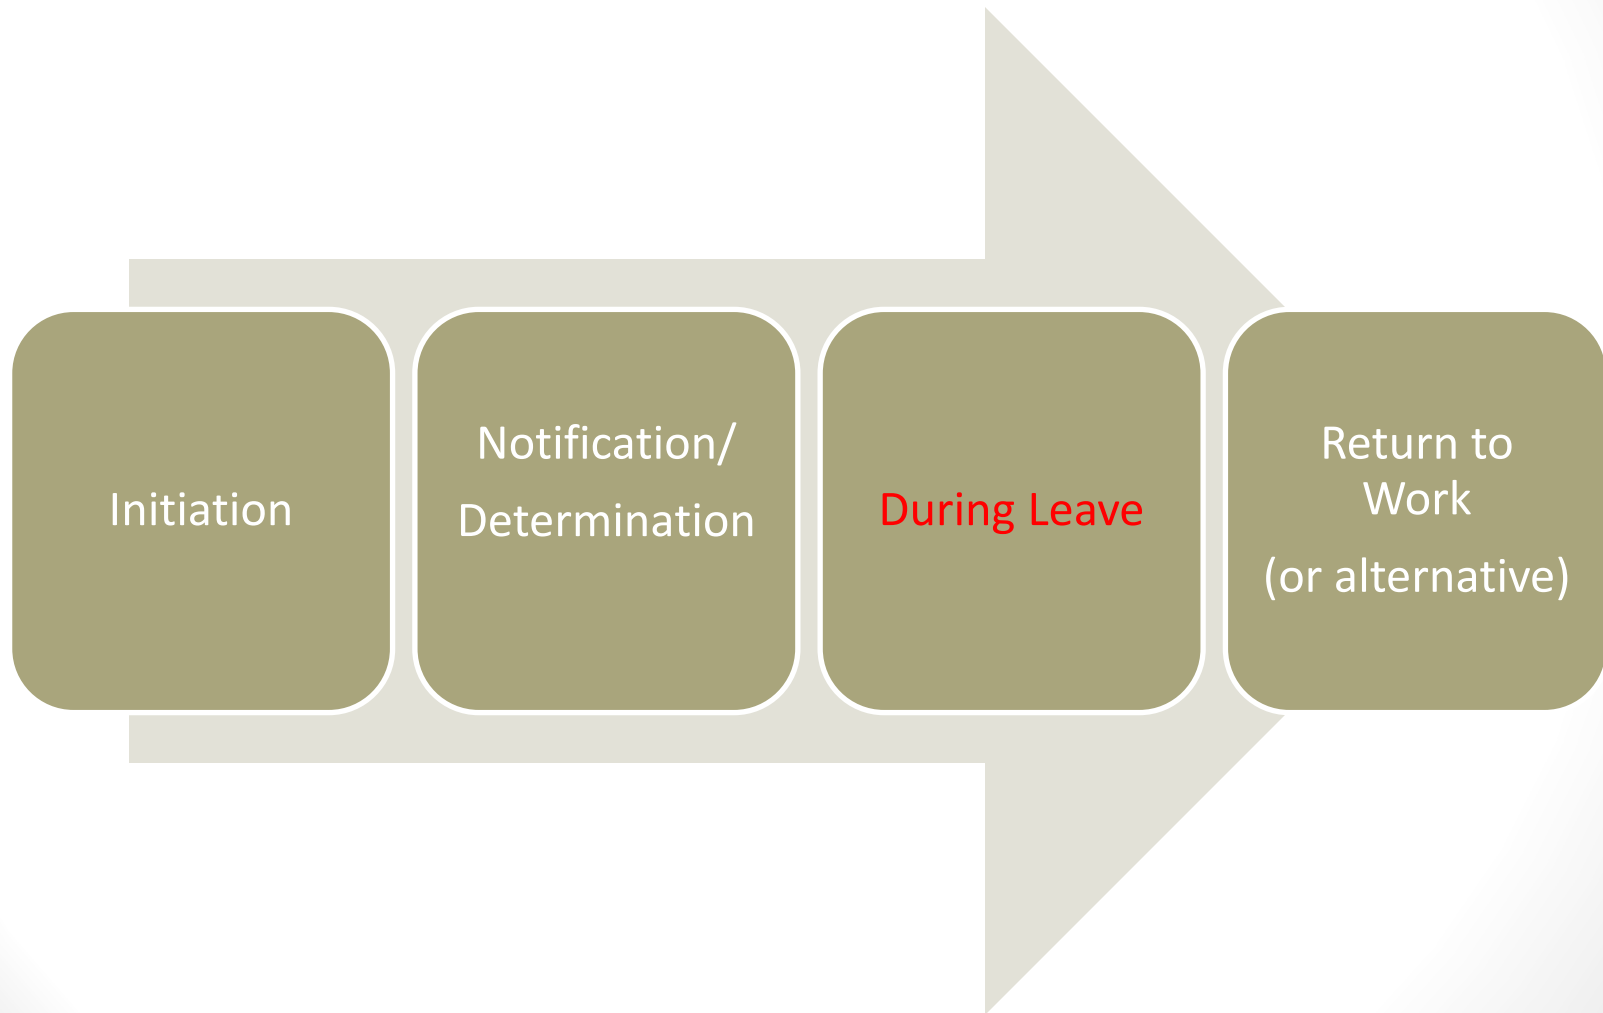 Initiation
Notification/
Determination
During Leave
Return to
Work
(or alternative)